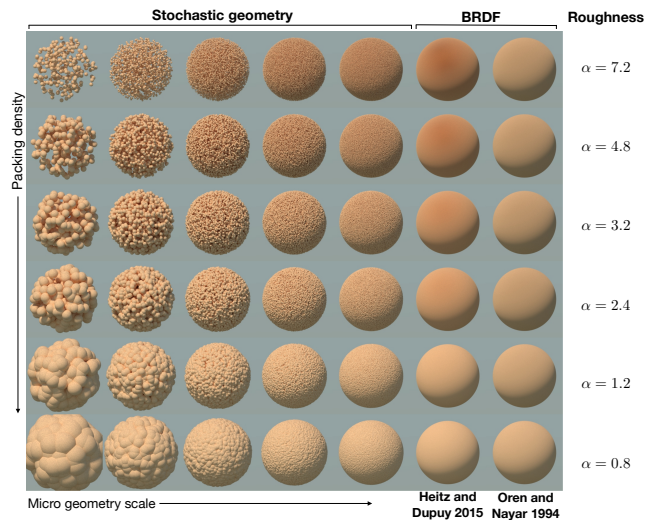 Stochastic geometry
BRDF
Roughness
Packing density
α = 7.2
α = 4.8
α = 3.2
α = 2.4
α = 1.2
α = 0.8
Micro geometry scale
Heitz and
Dupuy 2015
Oren and
Nayar 1994